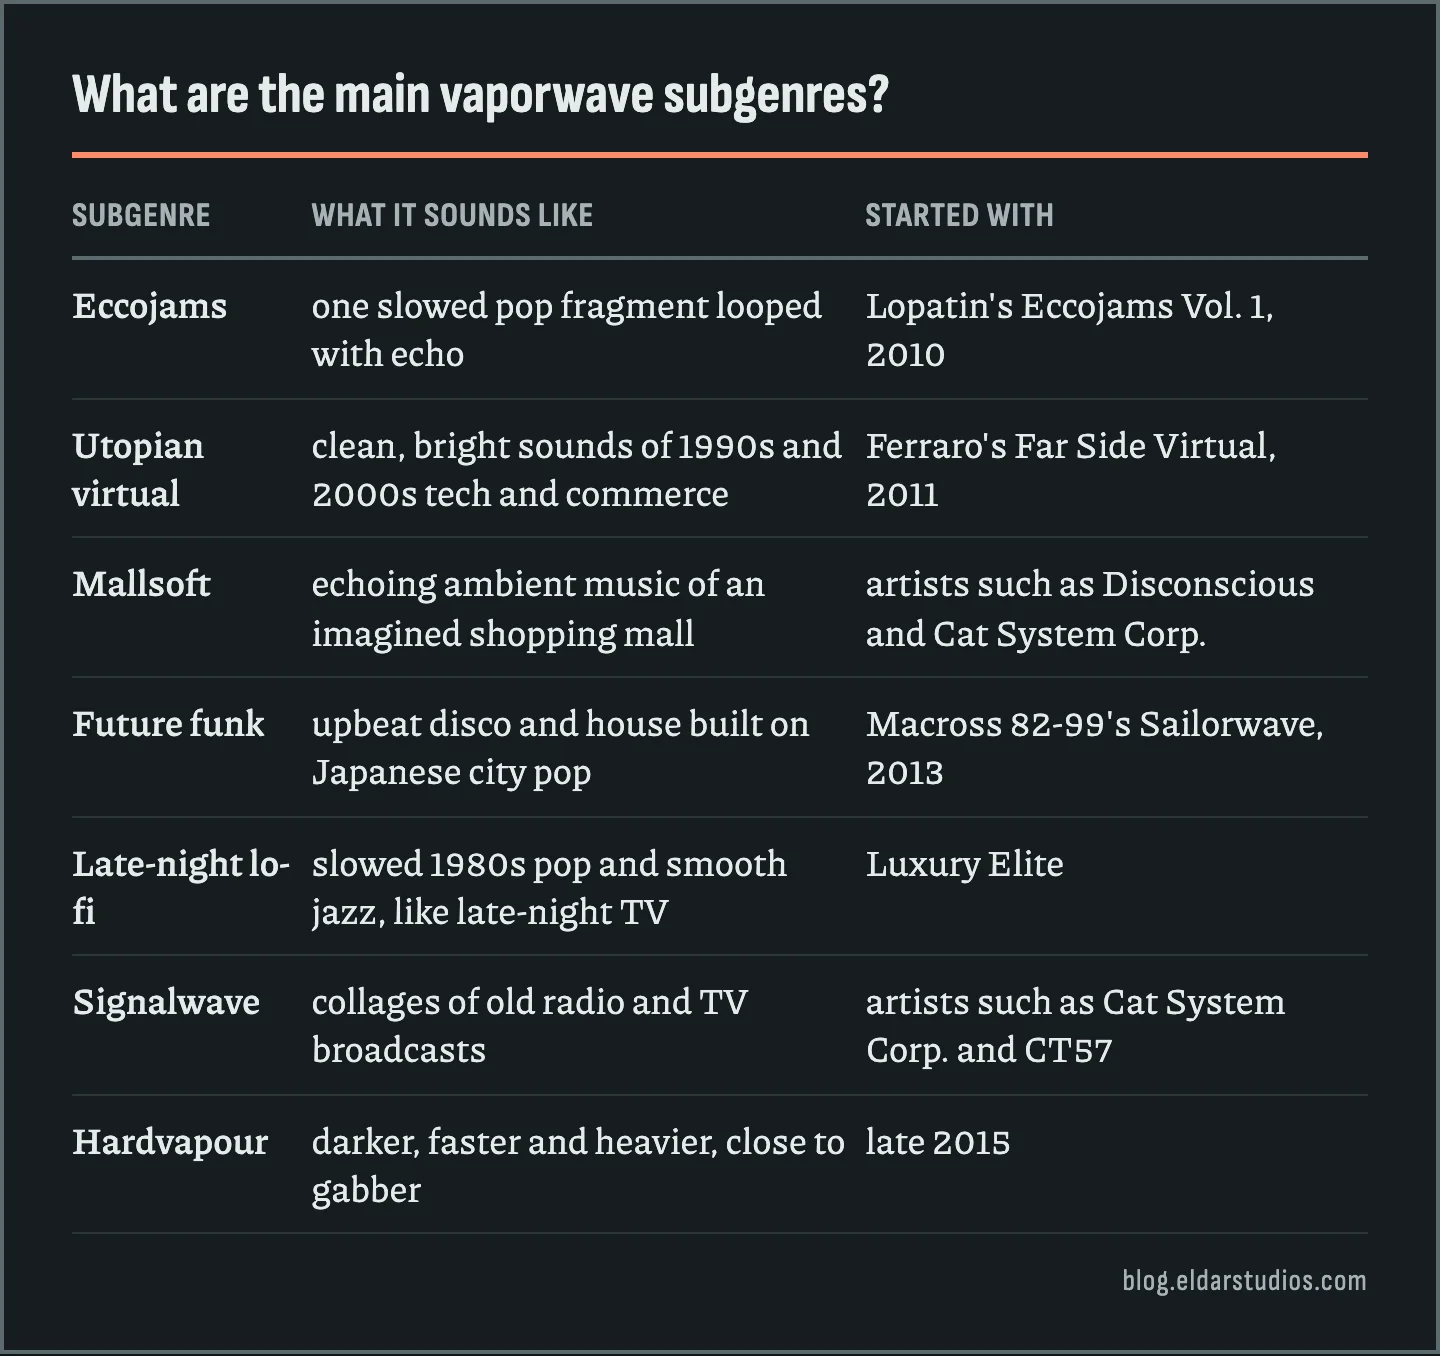 What are the main vaporwave subgenres?
SUBGENRE WHAT IT SOUNDS LIKE STARTED WITH
Eccojams one slowed pop fragment looped Lopatin's Eccojams Vol. 1,
with echo 2010
Utopian clean, bright sounds of 1990s and Ferraro's Far Side Virtual,
virtual 2000s tech and commerce 2011
Mallsoft echoing ambient music of an artists such as Disconscious
imagined shopping mall and Cat System Corp.
Future funk upbeat disco and house built on Macross 82-99's Sailorwave,
Japanese city pop 2013
Late-night lo- slowed 1980s pop and smooth Luxury Elite
fi jazz, like late-night TV
Signalwave collages of old radio and TV artists such as Cat System
broadcasts Corp. and CT57
Hardvapour darker, faster and heavier, close to late 2015
gabber
blog.eldarstudios.com